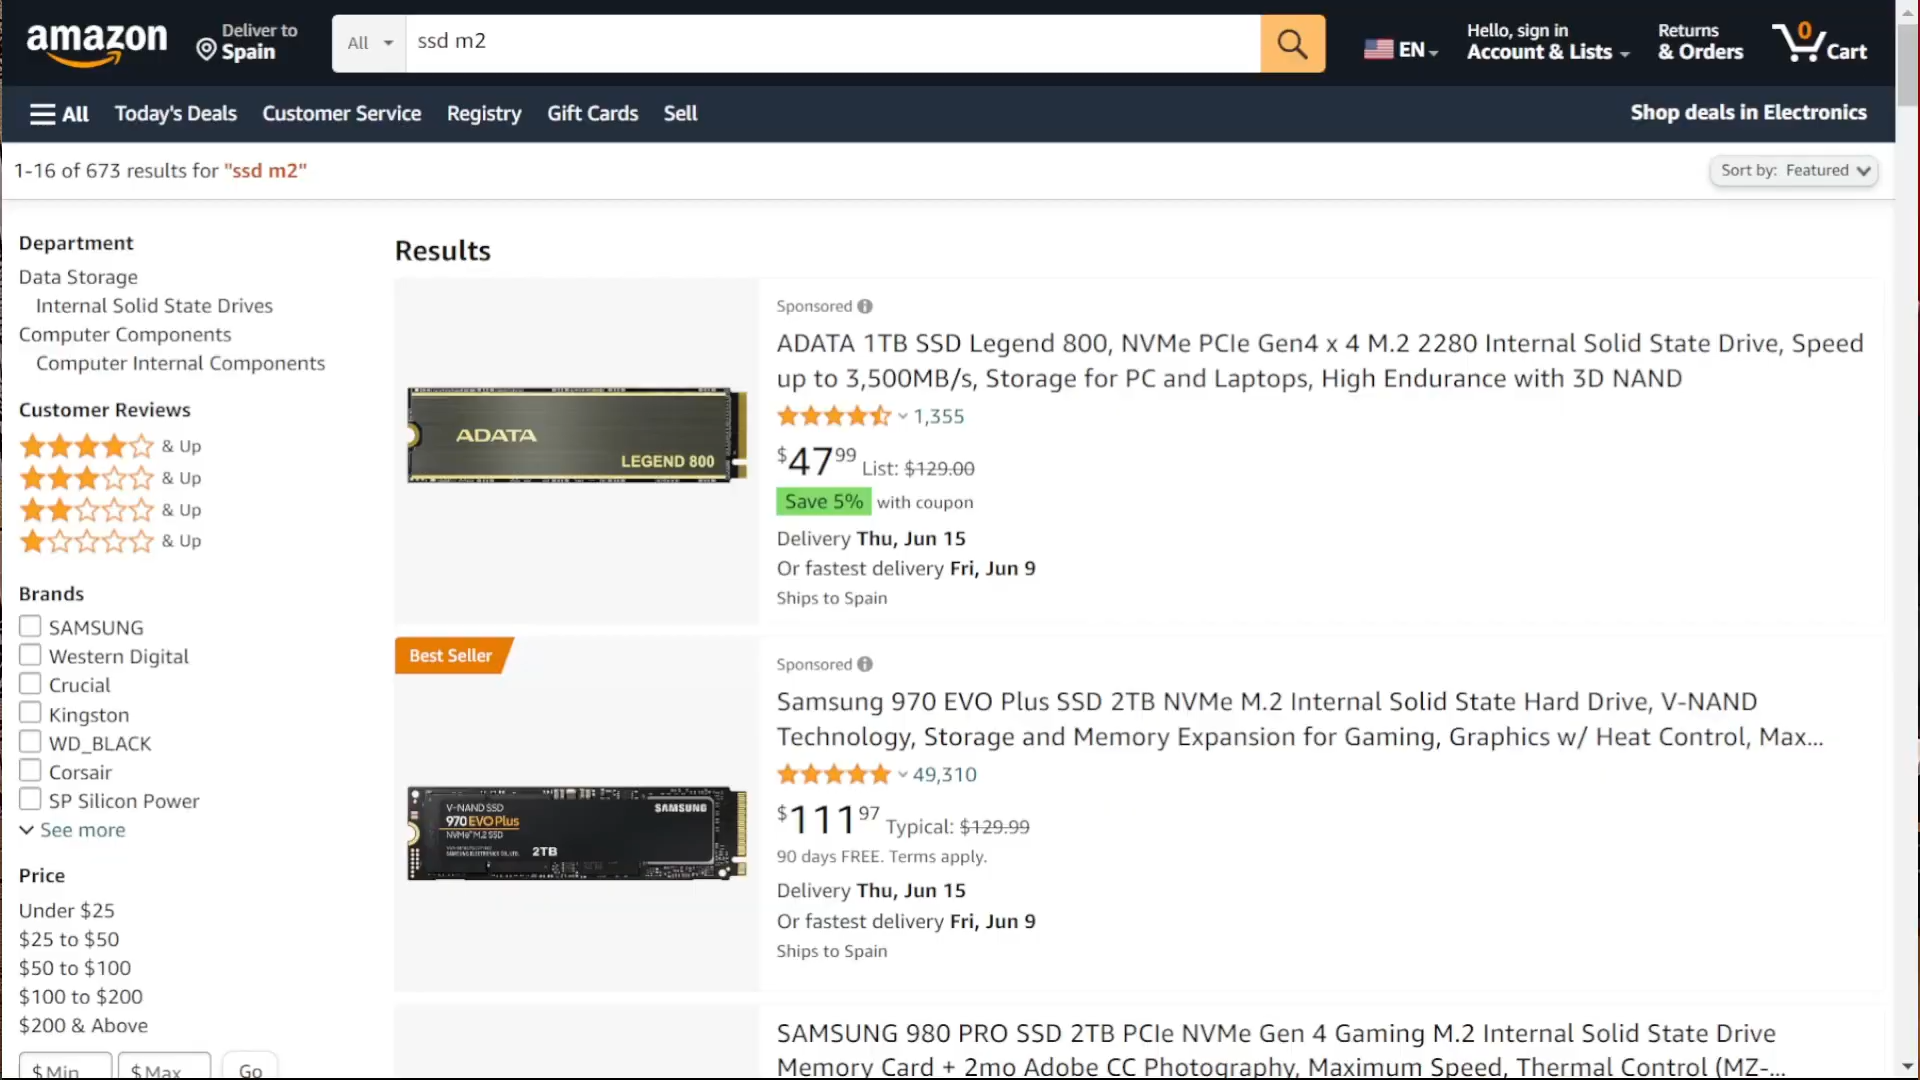 amazon
Deliver to
Spain
All
ssd m2
EN
Hello, sign in
Account & Lists
Returns
& Orders
0
Cart
All
Today's Deals
Customer Service
Registry
Gift Cards
Sell
Shop deals in Electronics
1-16 of 673 results for "ssd m2"
Sort by: Featured
Department
Data Storage
Internal Solid State Drives
Computer Components
Computer Internal Components
Customer Reviews
& Up
& Up
& Up
& Up
Brands
SAMSUNG
Western Digital
Crucial
Kingston
WD_BLACK
Corsair
SP Silicon Power
See more
Price
Under $25
$25 to $50
$50 to $100
$100 to $200
$200 & Above
$ Min
$ Max
Go
Results
ADATA
LEGEND 800
Sponsored
ADATA 1TB SSD Legend 800, NVMe PCIe Gen4 x 4 M.2 2280 Internal Solid State Drive, Speed
up to 3,500MB/s, Storage for PC and Laptops, High Endurance with 3D NAND
1,355
$47 99 List: $129.00
Save 5% with coupon
Delivery Thu, Jun 15
Or fastest delivery Fri, Jun 9
Ships to Spain
Best Seller
V-NAND SSD
970 EVO Plus
NVMe M.2 SSD
SAMSUNG
2TB
Sponsored
Samsung 970 EVO Plus SSD 2TB NVMe M.2 Internal Solid State Hard Drive, V-NAND
Technology, Storage and Memory Expansion for Gaming, Graphics w/ Heat Control, Max...
49,310
$111 97 Typical: $129.99
90 days FREE. Terms apply.
Delivery Thu, Jun 15
Or fastest delivery Fri, Jun 9
Ships to Spain
SAMSUNG 980 PRO SSD 2TB PCIe NVMe Gen 4 Gaming M.2 Internal Solid State Drive
Memory Card + 2mo Adobe CC Photography, Maximum Speed, Thermal Control (MZ-...